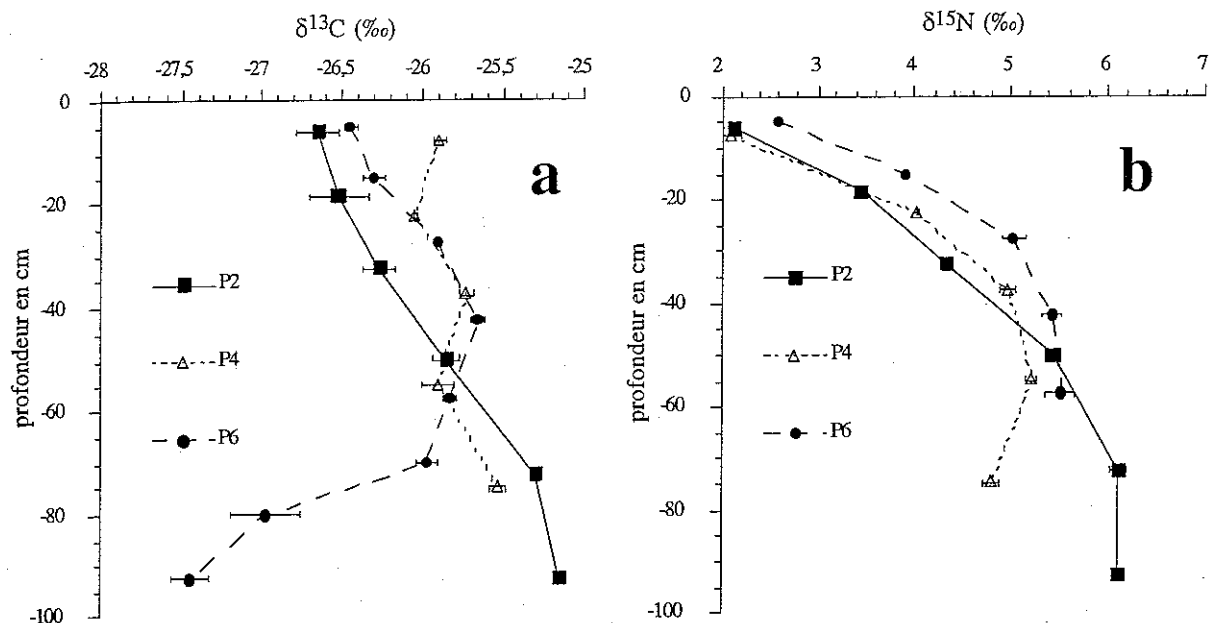 δ13C (‰)
-28 -27,5 -27 -26,5 -26 -25,5 -25
0
-20
-40
-60
-80
-100
profondeur en cm
a
P2
P4
P6
δ15N (‰)
2 3 4 5 6 7
0
-20
-40
-60
-80
-100
profondeur en cm
b
P2
P4
P6